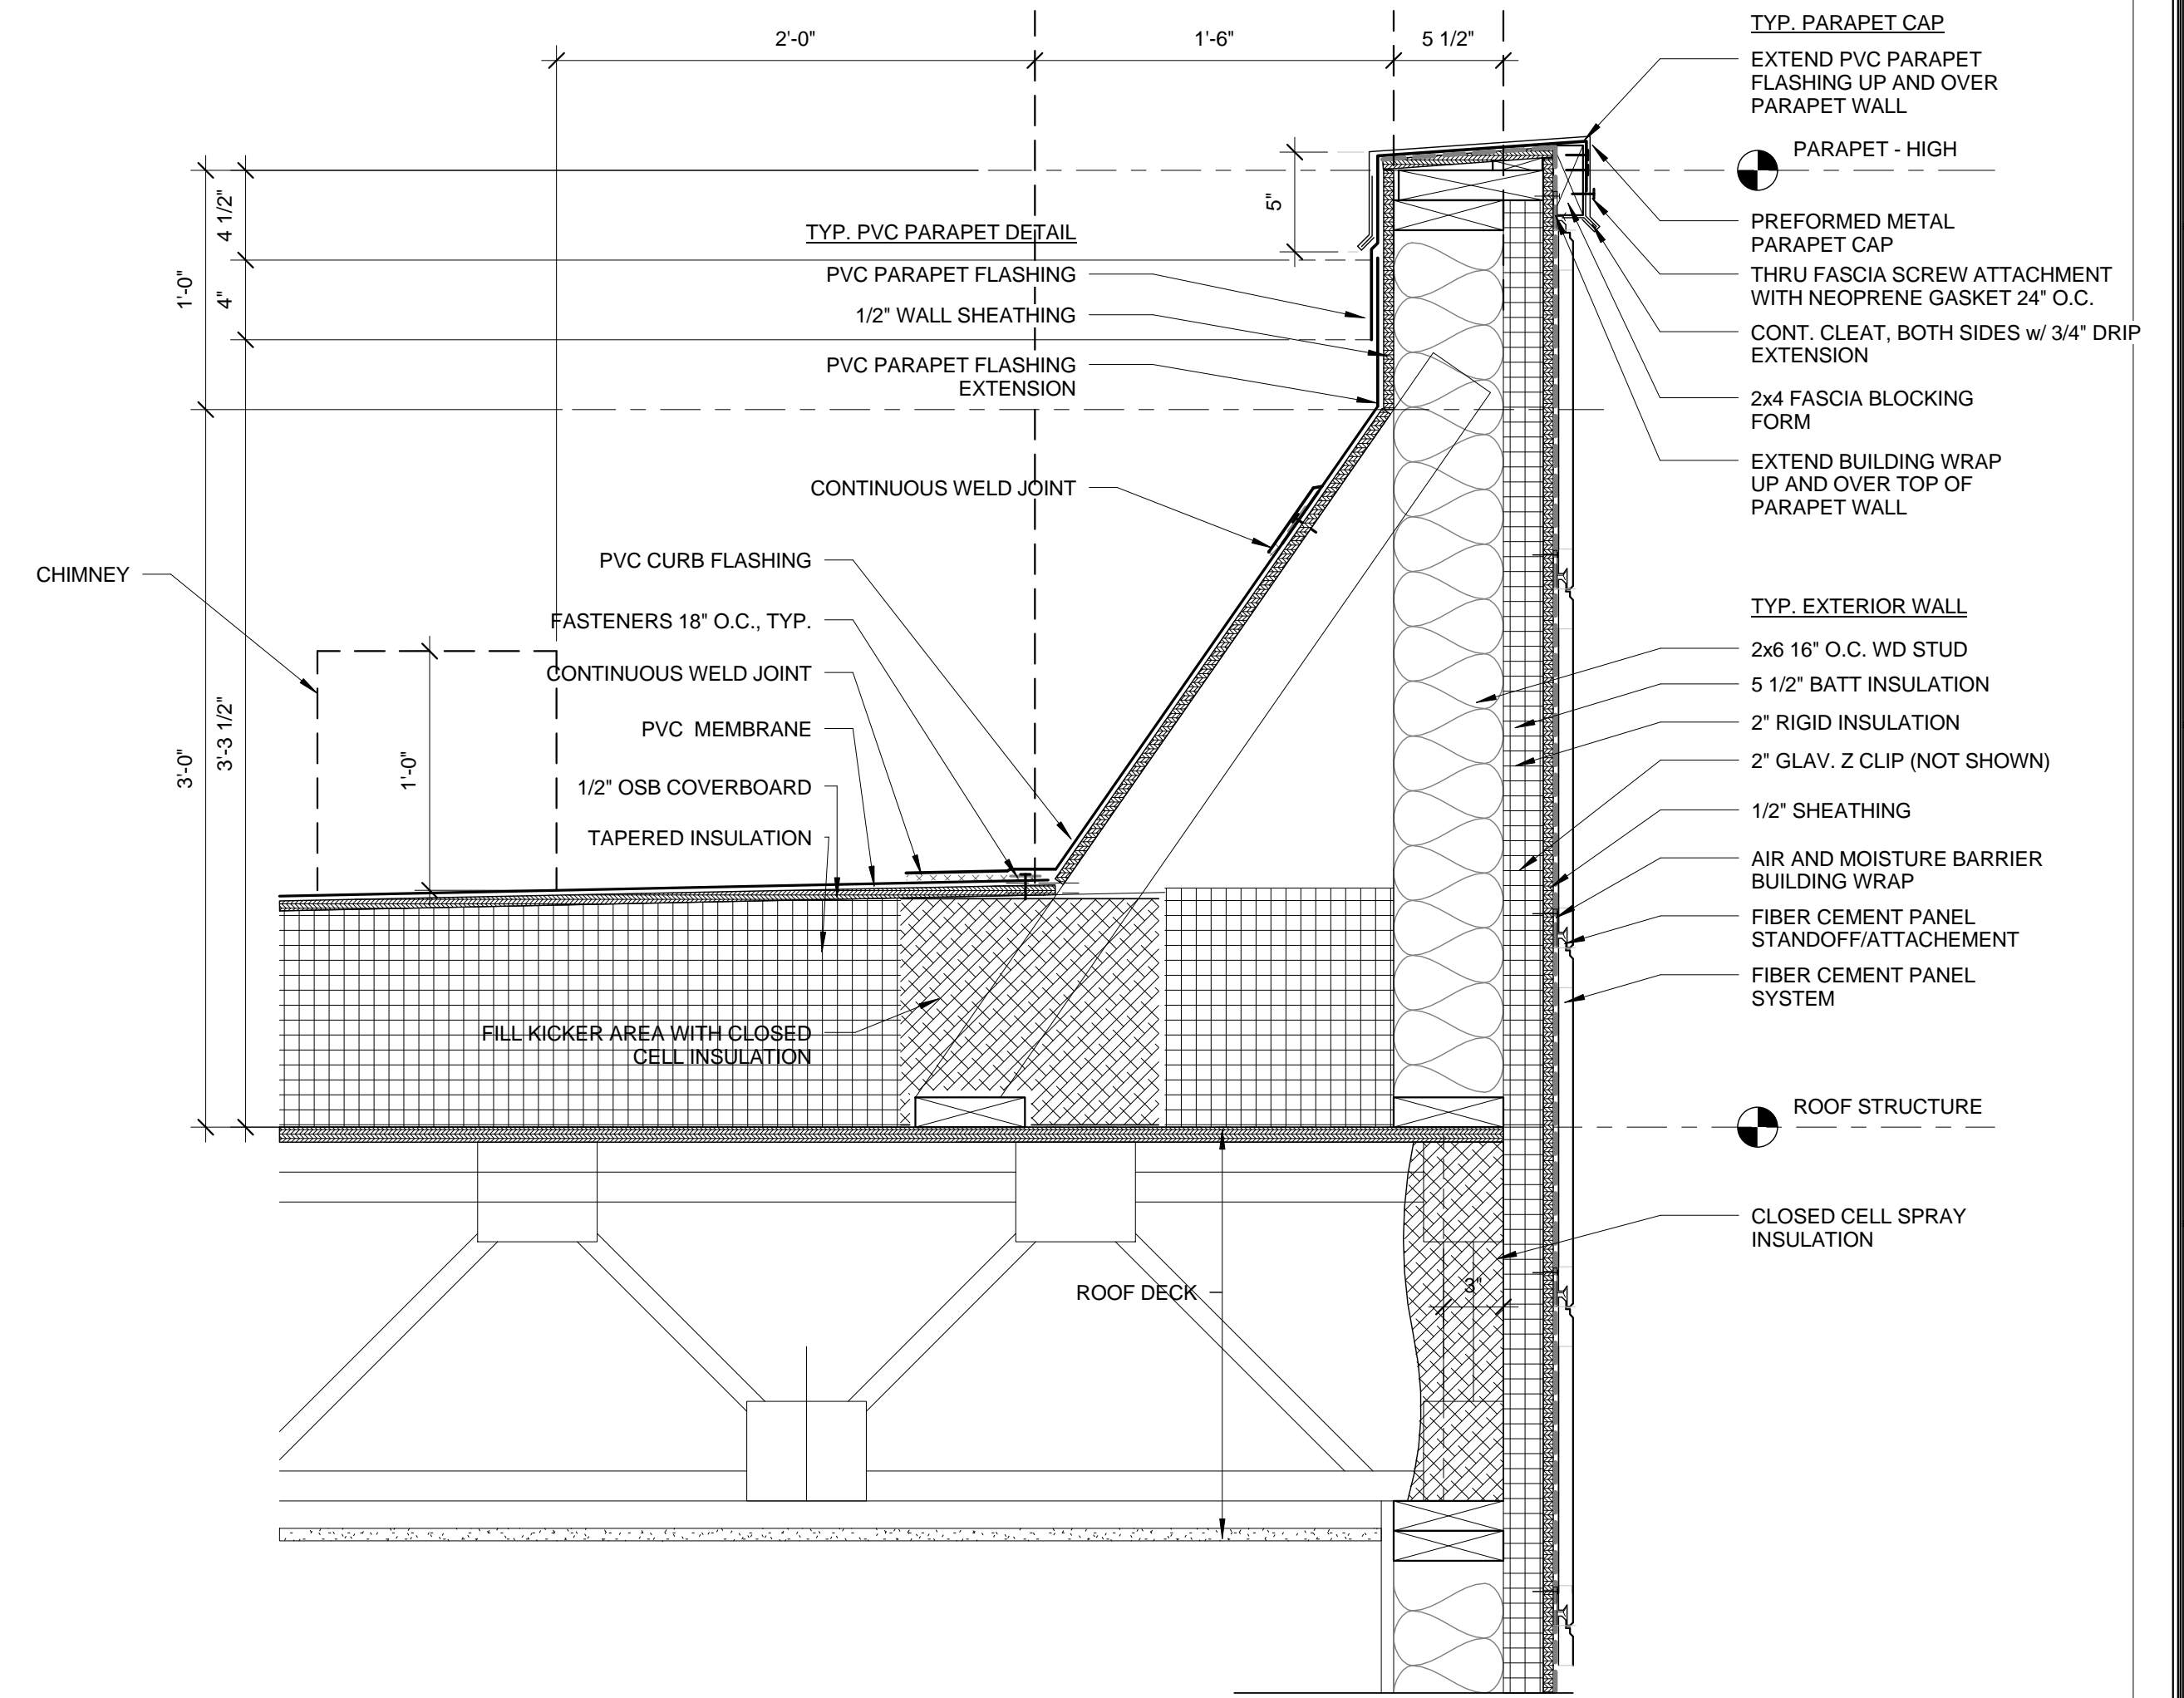 2'-0"
1'-6"
5 1/2"
TYP. PARAPET CAP
EXTEND PVC PARAPET
FLASHING UP AND OVER
PARAPET WALL
PARAPET - HIGH
PREFORMED METAL
PARAPET CAP
THRU FASCIA SCREW ATTACHMENT
WITH NEOPRENE GASKET 24" O.C.
CONT. CLEAT, BOTH SIDES w/ 3/4" DRIP
EXTENSION
2x4 FASCIA BLOCKING
FORM
EXTEND BUILDING WRAP
UP AND OVER TOP OF
PARAPET WALL
4 1/2"
1'-0"
4"
5"
TYP. PVC PARAPET DETAIL
PVC PARAPET FLASHING
1/2" WALL SHEATHING
PVC PARAPET FLASHING
EXTENSION
CONTINUOUS WELD JOINT
CHIMNEY
PVC CURB FLASHING
FASTENERS 18" O.C., TYP.
CONTINUOUS WELD JOINT
PVC MEMBRANE
1/2" OSB COVERBOARD
TAPERED INSULATION
3'-0"
3'-3 1/2"
1'-0"
FILL KICKER AREA WITH CLOSED
CELL INSULATION
TYP. EXTERIOR WALL
2x6 16" O.C. WD STUD
5 1/2" BATT INSULATION
2" RIGID INSULATION
2" GLAV. Z CLIP (NOT SHOWN)
1/2" SHEATHING
AIR AND MOISTURE BARRIER
BUILDING WRAP
FIBER CEMENT PANEL
STANDOFF/ATTACHEMENT
FIBER CEMENT PANEL
SYSTEM
ROOF STRUCTURE
CLOSED CELL SPRAY
INSULATION
3"
ROOF DECK